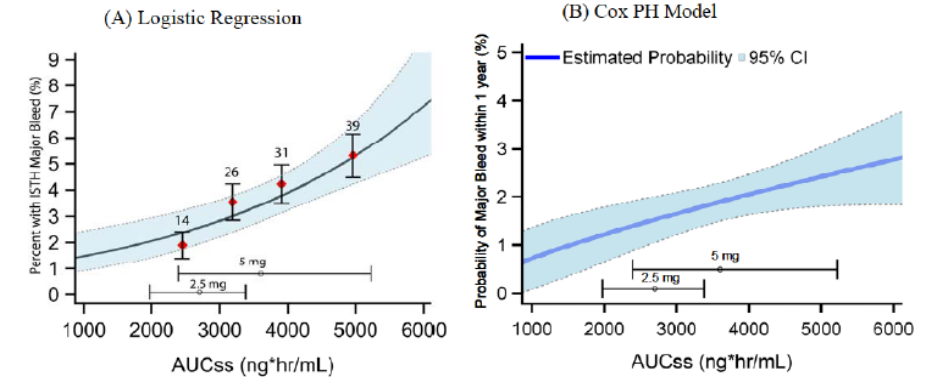 (A) Logistic Regression
Percent with ISTH Major Bleed (%)
9
8
7
6
5
4
3
2
1
0
14
26
31
39
5 mg
2.5 mg
1000 2000 3000 4000 5000 6000
AUCss (ng*hr/mL)
(B) Cox PH Model
Probability of Major Bleed within 1 year (%)
5
4
3
2
1
0
Estimated Probability 95% CI
5 mg
2.5 mg
1000 2000 3000 4000 5000 6000
AUCss (ng*hr/mL)